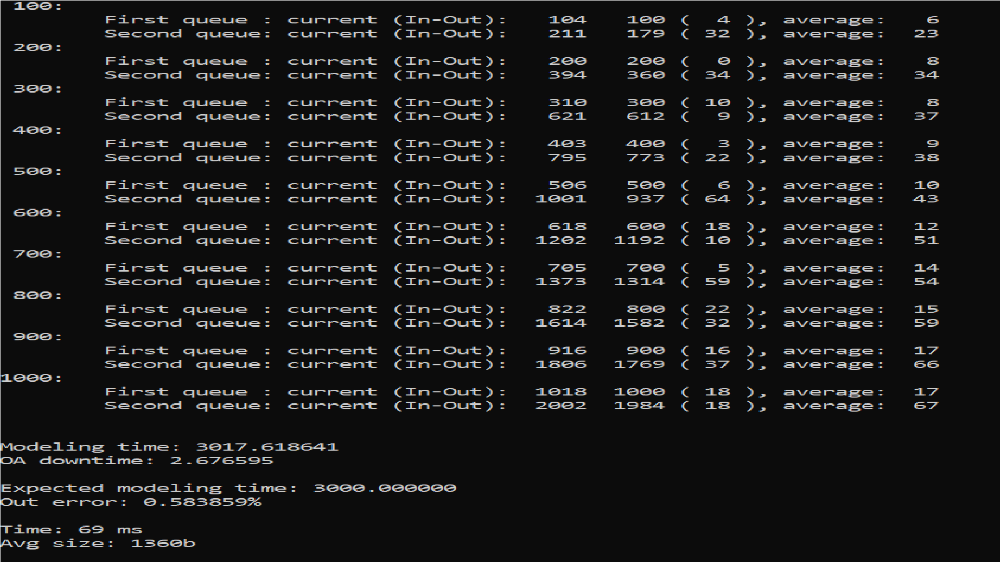 100:
First queue : current (In-Out): 104 100 ( 4 ), average: 6
Second queue: current (In-Out): 211 179 ( 32 ), average: 23
200:
First queue : current (In-Out): 200 200 ( 0 ), average: 8
Second queue: current (In-Out): 394 360 ( 34 ), average: 34
300:
First queue : current (In-Out): 310 300 ( 10 ), average: 8
Second queue: current (In-Out): 621 612 ( 9 ), average: 37
400:
First queue : current (In-Out): 403 400 ( 3 ), average: 9
Second queue: current (In-Out): 795 773 ( 22 ), average: 38
500:
First queue : current (In-Out): 506 500 ( 6 ), average: 10
Second queue: current (In-Out): 1001 937 ( 64 ), average: 43
600:
First queue : current (In-Out): 618 600 ( 18 ), average: 12
Second queue: current (In-Out): 1202 1192 ( 10 ), average: 51
700:
First queue : current (In-Out): 705 700 ( 5 ), average: 14
Second queue: current (In-Out): 1373 1314 ( 59 ), average: 54
800:
First queue : current (In-Out): 822 800 ( 22 ), average: 15
Second queue: current (In-Out): 1614 1582 ( 32 ), average: 59
900:
First queue : current (In-Out): 916 900 ( 16 ), average: 17
Second queue: current (In-Out): 1806 1769 ( 37 ), average: 66
1000:
First queue : current (In-Out): 1018 1000 ( 18 ), average: 17
Second queue: current (In-Out): 2002 1984 ( 18 ), average: 67
Modeling time: 3017.618641
OA downtime: 2.676595
Expected modeling time: 3000.000000
Out error: 0.583859%
Time: 69 ms
Avg size: 1360b